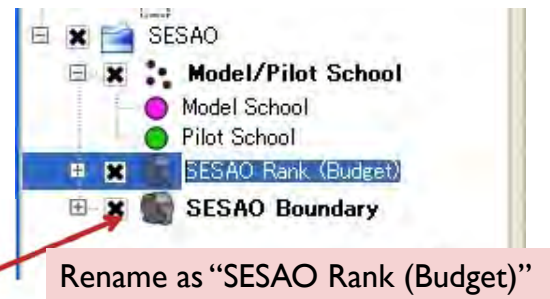 SESAO
Model/Pilot School
Model School
Pilot School
SESAO Rank (Budget)
SESAO Boundary
Rename as “SESAO Rank (Budget)”